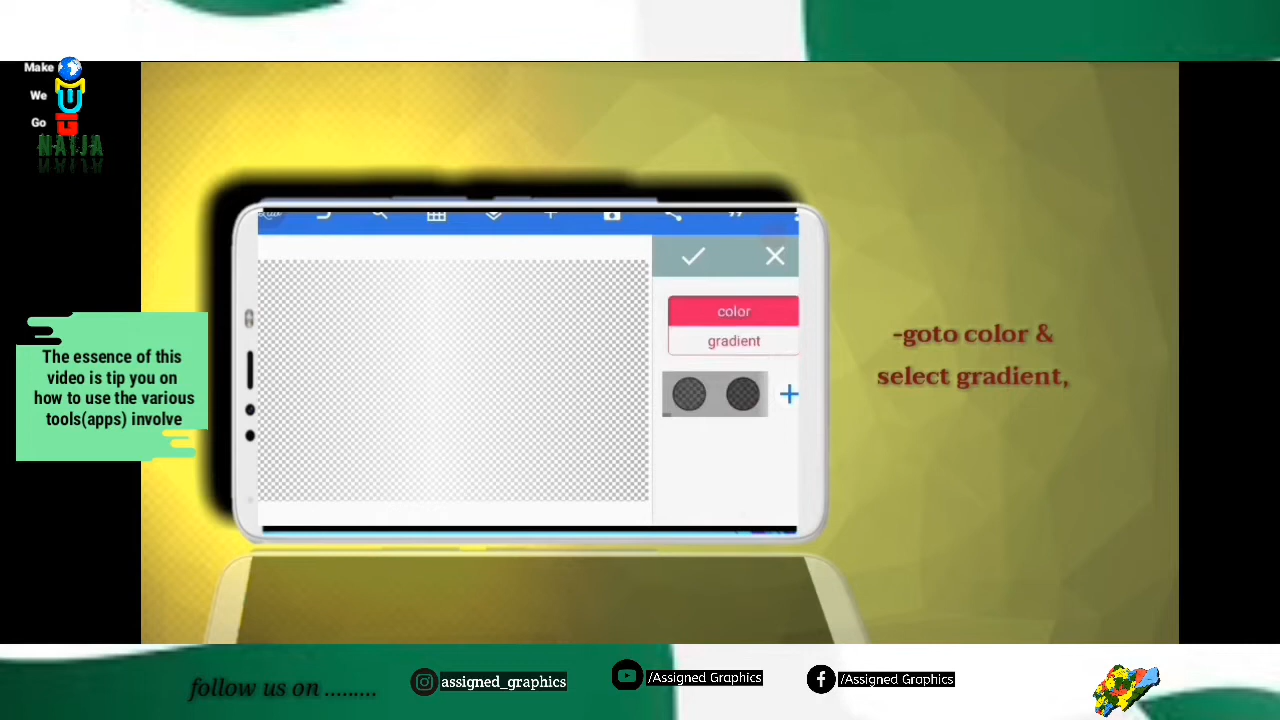 Make
We
Go
MUG
NAIJA
color
gradient
-goto color &
select gradient,
The essence of this
video is tip you on
how to use the various
tools(apps) involve
follow us on .........
assigned_graphics
/Assigned Graphics
/Assigned Graphics